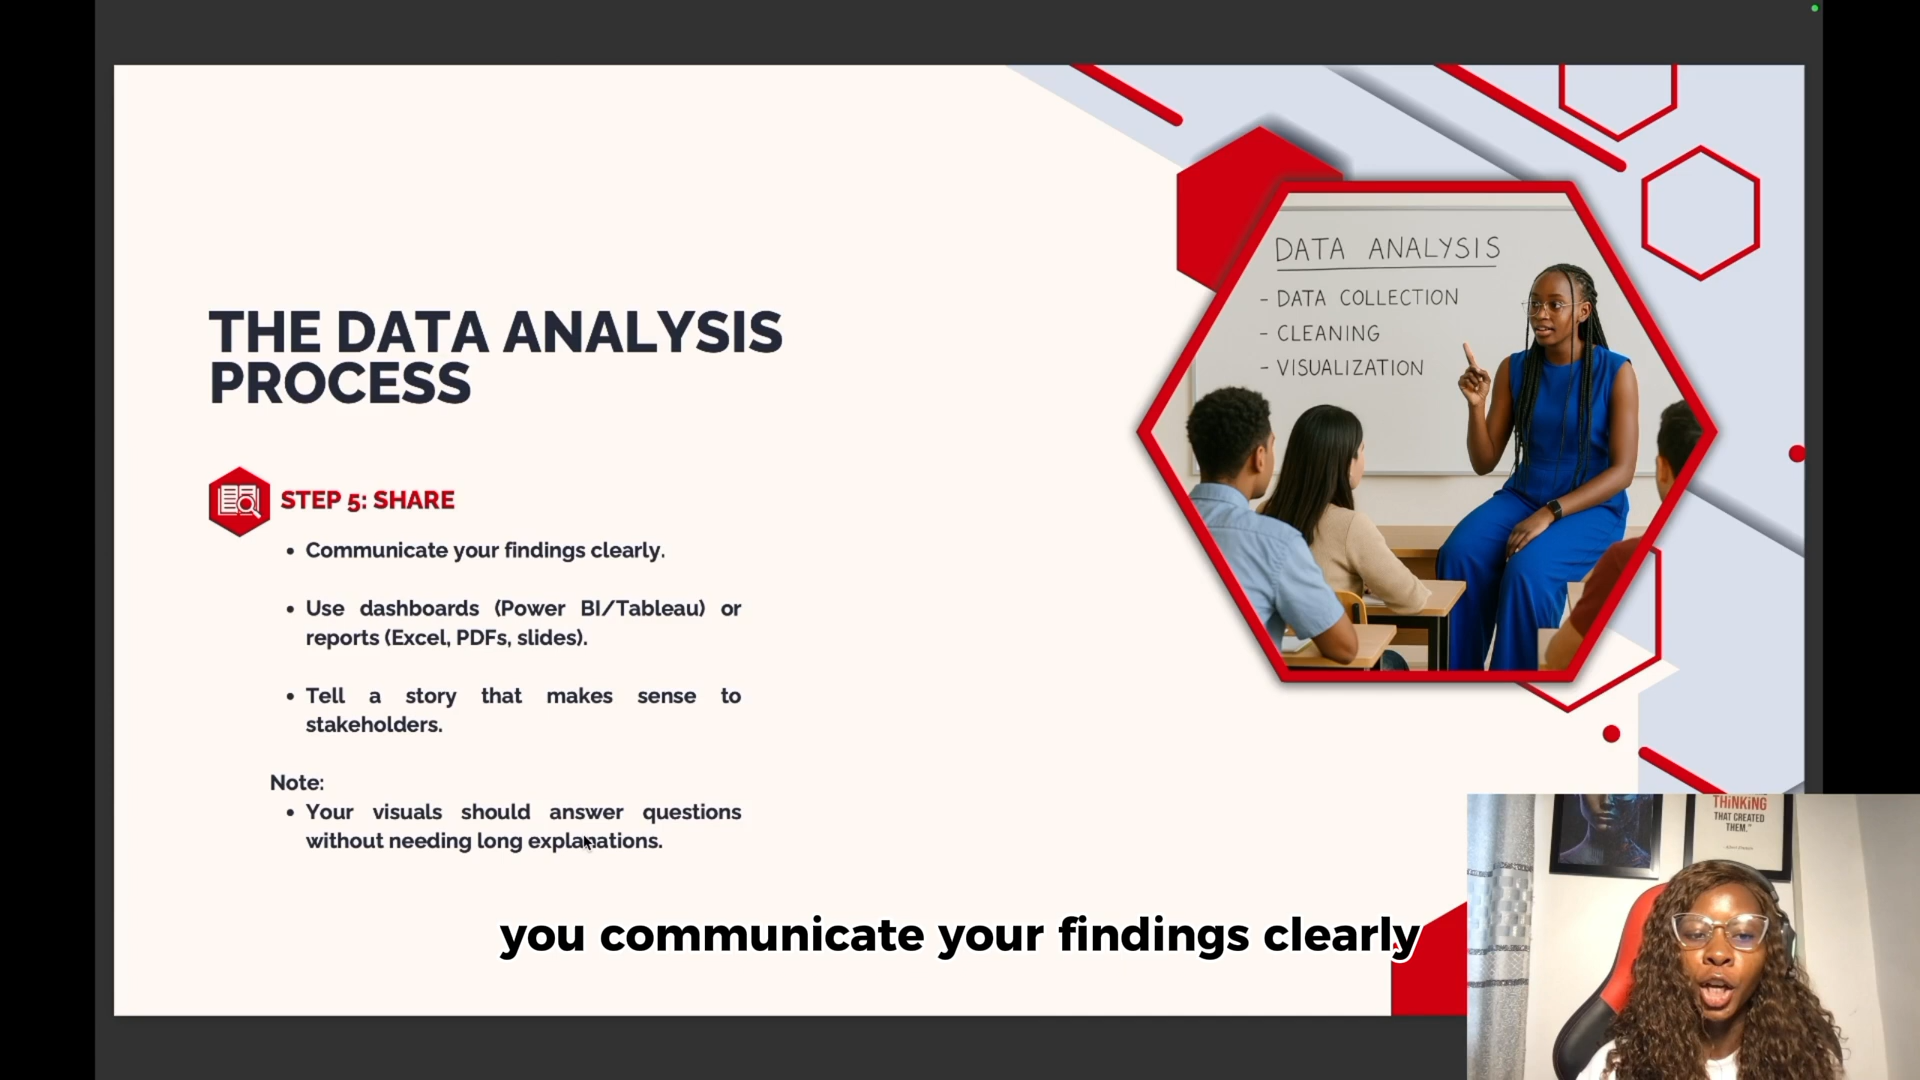 DATA ANALYSIS
- DATA COLLECTION
- CLEANING
- VISUALIZATION
THE DATA ANALYSIS
PROCESS
STEP 5: SHARE
• Communicate your findings clearly.
• Use dashboards (Power BI/Tableau) or
reports (Excel, PDFs, slides).
• Tell a story that makes sense to
stakeholders.
Note:
• Your visuals should answer questions
without needing long explanations.
THiNKiNG
THAT CREATED
THEM."
you communicate your findings clearly